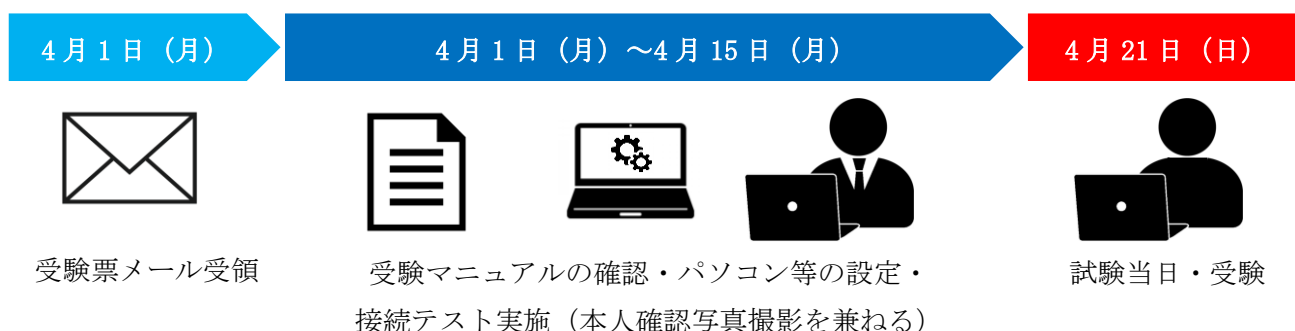 4月1日（月）
4月1日（月）～4月15日（月）
4月21日（日）
受験票メール受領
受験マニュアルの確認・パソコン等の設定・
接続テスト実施（本人確認写真撮影を兼ねる）
試験当日・受験